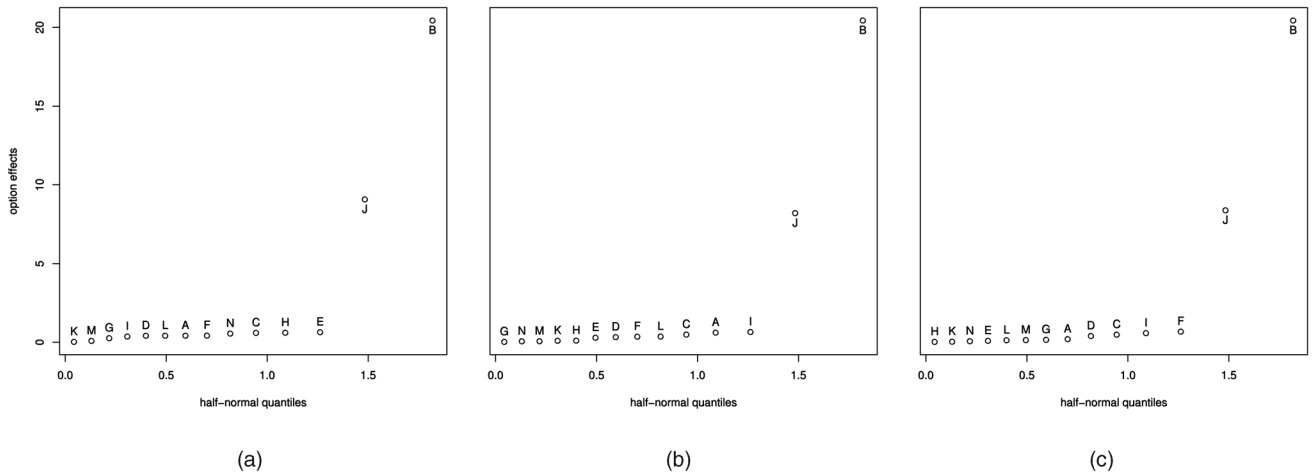 option effects
20
15
10
5
0
B
J
K M G I D L A F N C H E
0.0 0.5 1.0 1.5
half-normal quantiles
(a)
B
J
G N M K H E D F L C A I
0.0 0.5 1.0 1.5
half-normal quantiles
(b)
B
J
H K N E L M G A D C I F
0.0 0.5 1.0 1.5
half-normal quantiles
(c)